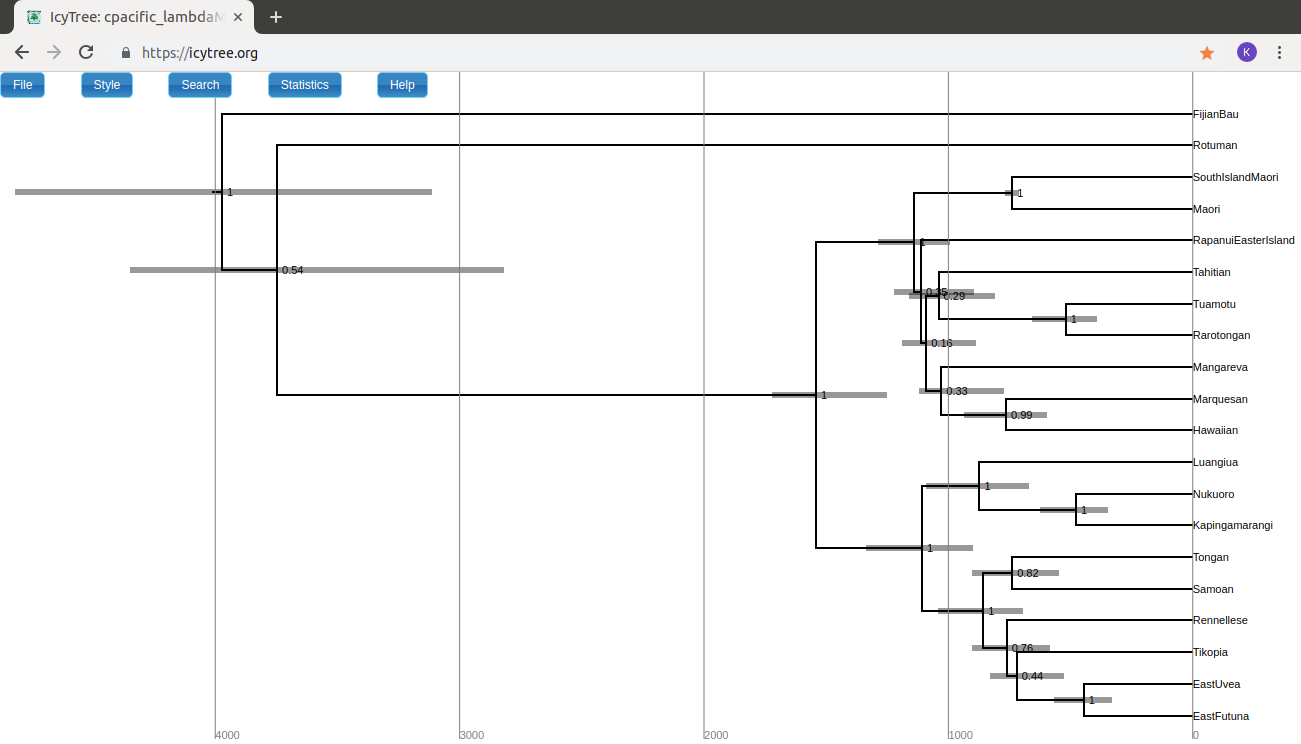 IcyTree: cpacific_lambdaM
https://icytree.org
K
File Style Search Statistics Help
FijianBau
Rotuman
SouthIslandMaori
1
1
Maori
RapanuiEasterIsland
1
0.54
Tahitian
0.35
0.29
Tuamotu
1
Rarotongan
0.16
Mangareva
0.33
1
Marquesan
0.99
Hawaiian
Luangiua
1
Nukuoro
1
Kapingamarangi
1
Tongan
0.82
Samoan
1
Rennellese
0.76
Tikopia
0.44
EastUvea
1
EastFutuna
4000 3000 2000 1000 0